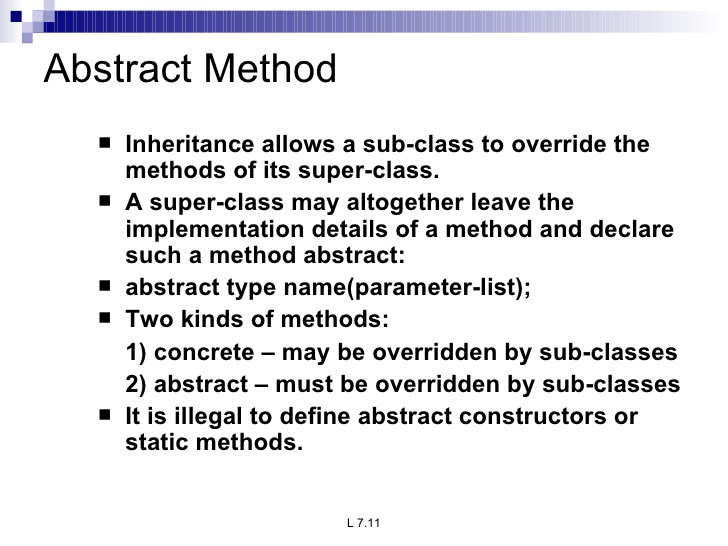 Abstract Method
■ Inheritance allows a sub-class to override the
methods of its super-class.
■ A super-class may altogether leave the
implementation details of a method and declare
such a method abstract:
■ abstract type name(parameter-list);
■ Two kinds of methods:
1) concrete – may be overridden by sub-classes
2) abstract – must be overridden by sub-classes
■ It is illegal to define abstract constructors or
static methods.
L 7.11